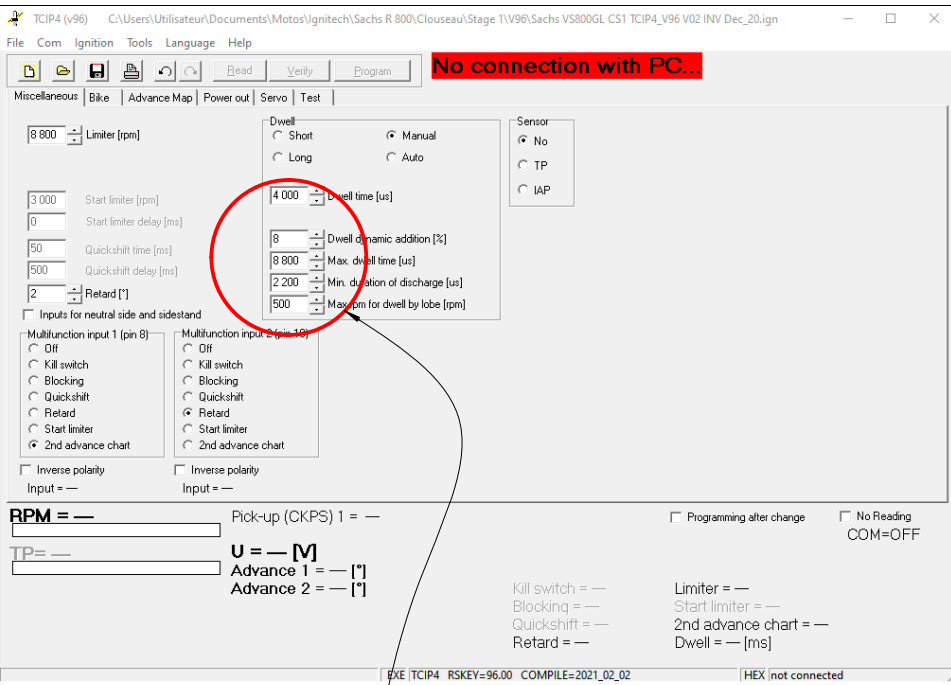 TCIP4 (v96) C:\Users\Utilisateur\Documents\Motos\Ignitech\Sachs R 800\Clouseau\Stage 1\V96\Sachs VS800GL CS1 TCIP4_V96 V02 INV Dec_20.ign
File Com Ignition Tools Language Help
Read Verify Program No connection with PC...
Miscellaneous Bike Advance Map Power out Servo Test
8 800 Limiter [rpm]
3 000 Start limiter [rpm]
0 Start limiter delay [ms]
50 Quickshift time [ms]
500 Quickshift delay [ms]
2 Retard [°]
Inputs for neutral side and sidestand
Dwell
Short Manual
Long Auto
4 000 Dwell time [us]
8 Dwell dynamic addition [%]
8 800 Max. dwell time [us]
2 200 Min. duration of discharge [us]
500 Max rpm for dwell by lobe [rpm]
Sensor
No
TP
IAP
Multifunction input 1 (pin 8)
Off
Kill switch
Blocking
Quickshift
Retard
Start limiter
2nd advance chart
Inverse polarity
Input = —
Multifunction input 2 (pin 18)
Off
Kill switch
Blocking
Quickshift
Retard
Start limiter
2nd advance chart
Inverse polarity
Input = —
RPM = —
TP= —
Pick-up (CKPS) 1 = —
U = — [V]
Advance 1 = — [°]
Advance 2 = — [°]
Programming after change No Reading
COM=OFF
Kill switch = —
Blocking = —
Quickshift = —
Retard = —
Limiter = —
Start limiter = —
2nd advance chart = —
Dwell = — [ms]
EXE TCIP4 RSKEY=96.00 COMPILE=2021_02_02 HEX not connected